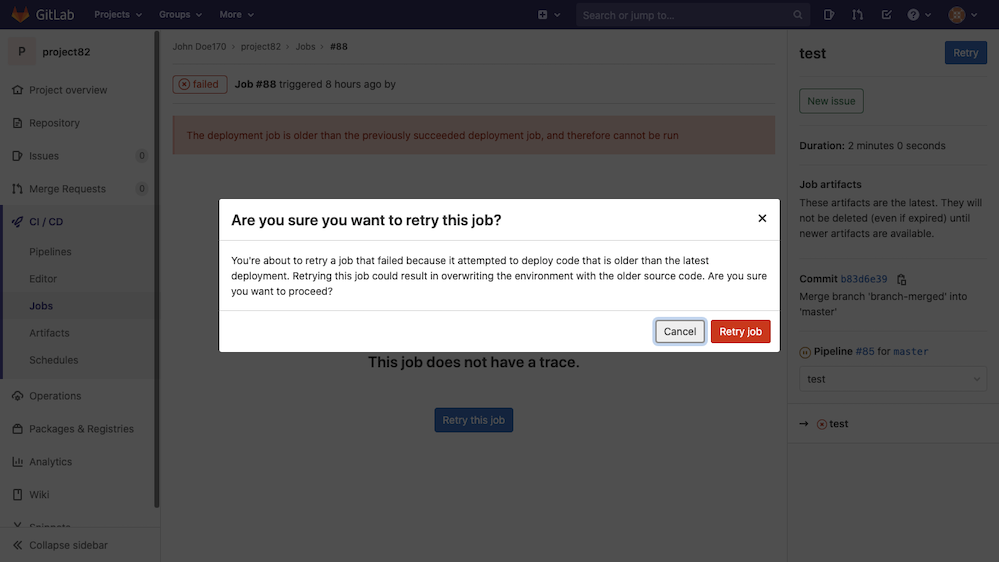 GitLab
Projects
Groups
More
Search or jump to...
P
project82
Project overview
Repository
Issues
0
Merge Requests
0
CI / CD
Pipelines
Editor
Jobs
Artifacts
Schedules
Operations
Packages & Registries
Analytics
Wiki
Snippets
Collapse sidebar
John Doe170 › project82 › Jobs › #88
failed
Job #88 triggered 8 hours ago by
The deployment job is older than the previously succeeded deployment job, and therefore cannot be run
Are you sure you want to retry this job?
You're about to retry a job that failed because it attempted to deploy code that is older than the latest
deployment. Retrying this job could result in overwriting the environment with the older source code. Are you sure
you want to proceed?
Cancel
Retry job
This job does not have a trace.
Retry this job
test
Retry
New issue
Duration: 2 minutes 0 seconds
Job artifacts
These artifacts are the latest. They will
not be deleted (even if expired) until
newer artifacts are available.
Commit b83d6e39
Merge branch 'branch-merged' into
'master'
Pipeline #85 for master
test
test